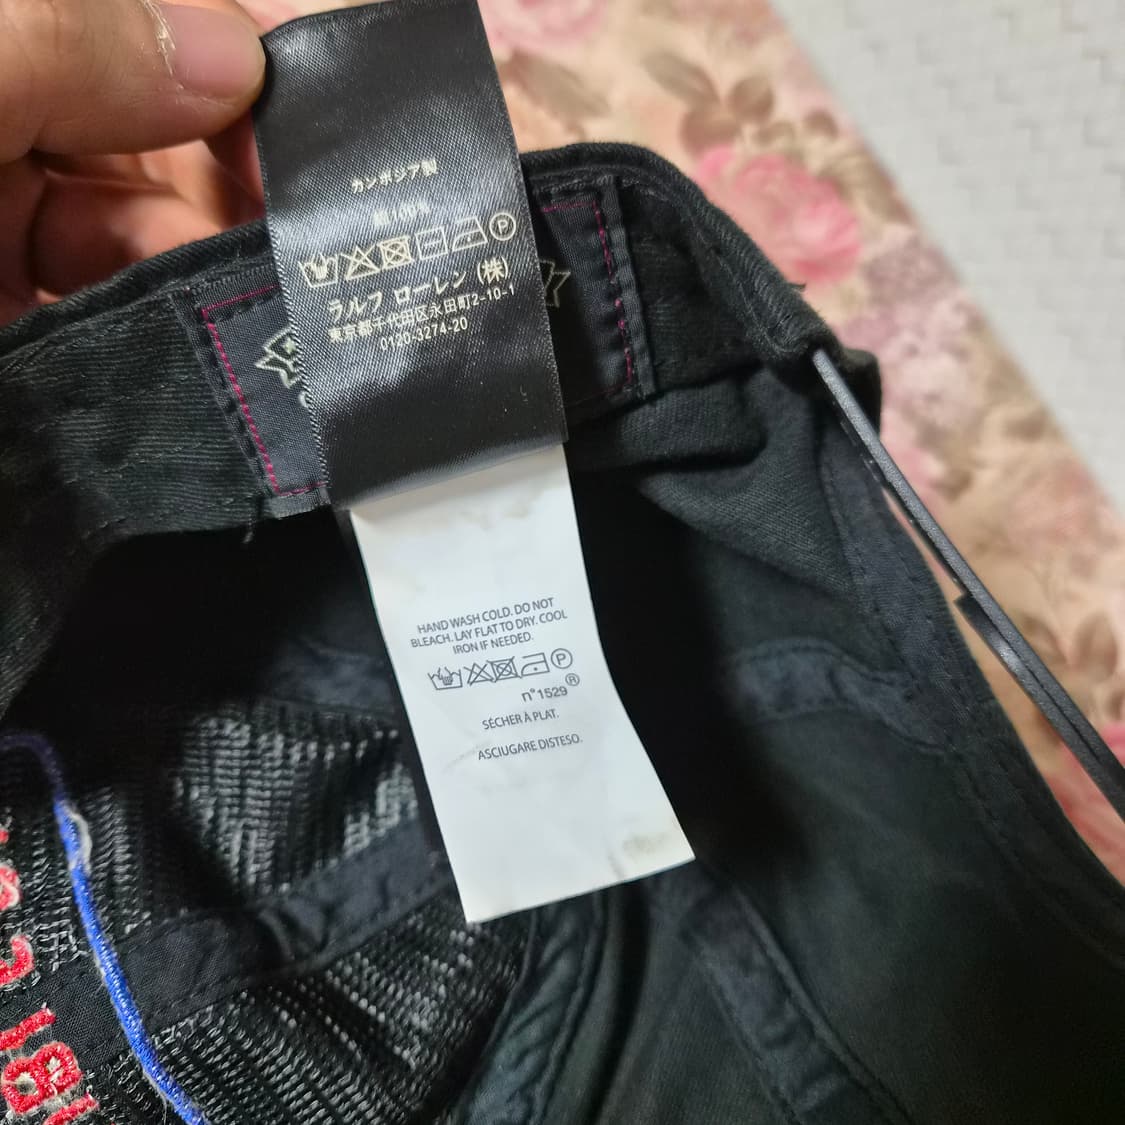 カンボジア製
綿100%
P
ラルフ ローレン(株)
東京都千代田区永田町2-10-1
0120-3274-20
HAND WASH COLD. DO NOT
BLEACH. LAY FLAT TO DRY. COOL
IRON IF NEEDED.
P
n°1529®
SÉCHER À PLAT.
ASCIUGARE DISTESO.